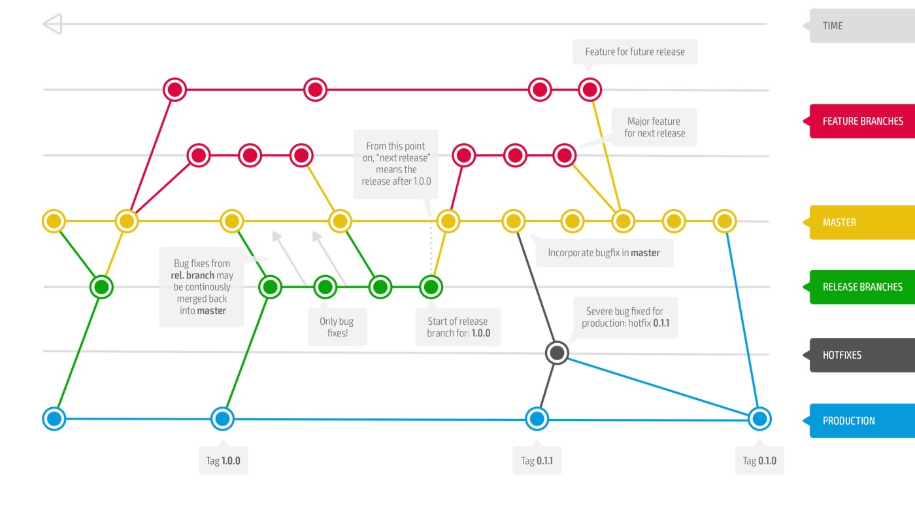 TIME
Feature for future release
FEATURE BRANCHES
Major feature
for next release
From this point
on, "next release"
means the
release after 1.0.0
MASTER
Incorporate bugfix in master
Bug fixes from
rel. branch may
be continously
merged back
into master
RELEASE BRANCHES
Only bug
fixes!
Start of release
branch for: 1.0.0
Severe bug fixed for
production: hotfix 0.1.1
HOTFIXES
PRODUCTION
Tag 1.0.0
Tag 0.1.1
Tag 0.1.0